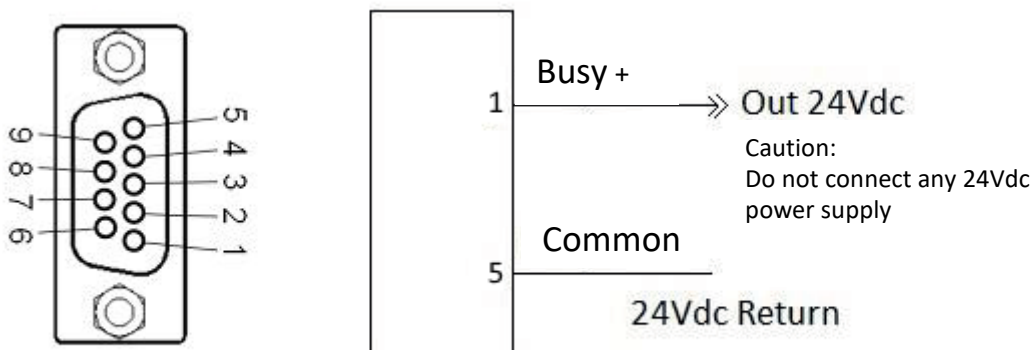 5
9
4
8
3
7
2
6
1
Busy +
1
Out 24Vdc
Caution:
Do not connect any 24Vdc
power supply
Common
5
24Vdc Return